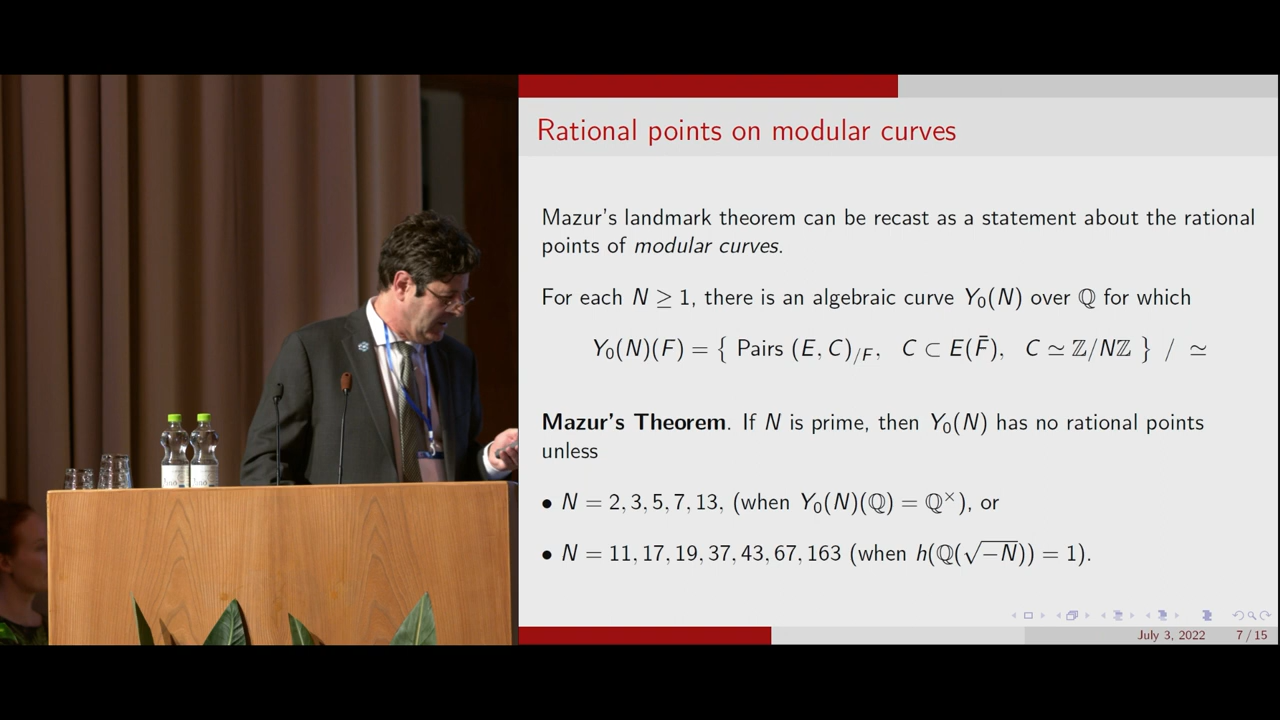 Rational points on modular curves
Mazur's landmark theorem can be recast as a statement about the rational
points of modular curves.
For each N ≥ 1, there is an algebraic curve Y₀(N) over ℚ for which
Y₀(N)(F) = { Pairs (E, C)/F, C ⊂ E(F̄), C ≃ ℤ/Nℤ } / ≃
Mazur's Theorem. If N is prime, then Y₀(N) has no rational points
unless
• N = 2, 3, 5, 7, 13, (when Y₀(N)(ℚ) = ℚ×), or
• N = 11, 17, 19, 37, 43, 67, 163 (when h(ℚ(√−N)) = 1).
July 3, 2022 7 / 15